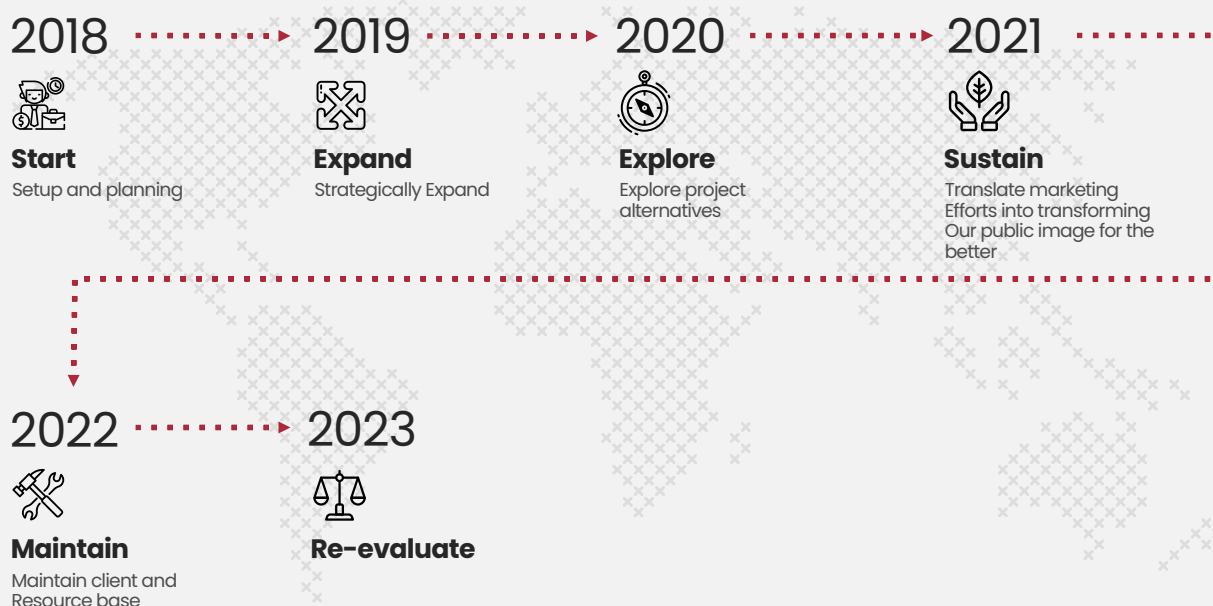 2018
Start
Setup and planning
2019
Expand
Strategically Expand
2020
Explore
Explore project
alternatives
2021
Sustain
Translate marketing
Efforts into transforming
Our public image for the
better
2022
Maintain
Maintain client and
Resource base
2023
Re-evaluate